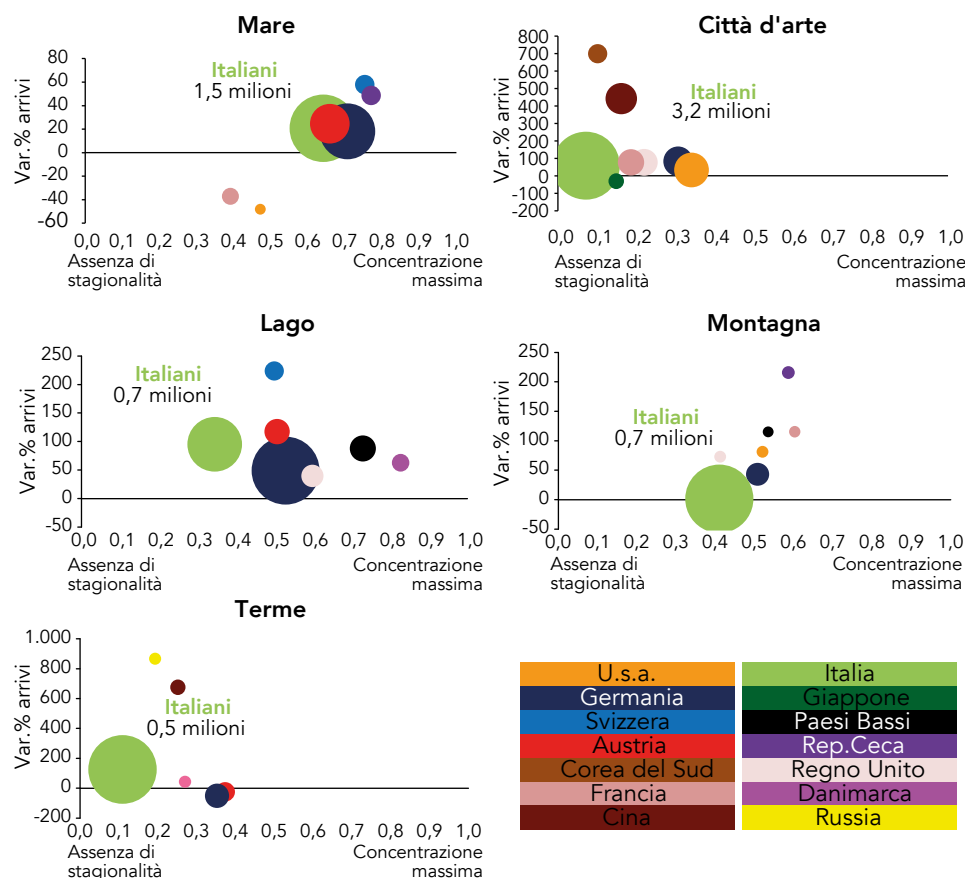 Mare
Var.% arrivi
80
60
40
20
0
-20
-40
-60
Italiani
1,5 milioni
0,0 0,1 0,2 0,3 0,4 0,5 0,6 0,7 0,8 0,9 1,0
Assenza di
stagionalità
Concentrazione
massima
Città d'arte
Var.% arrivi
800
700
600
500
400
300
200
100
0
-100
-200
Italiani
3,2 milioni
0,0 0,1 0,2 0,3 0,4 0,5 0,6 0,7 0,8 0,9 1,0
Assenza di
stagionalità
Concentrazione
massima
Lago
Var.% arrivi
250
200
150
100
50
0
-50
Italiani
0,7 milioni
0,0 0,1 0,2 0,3 0,4 0,5 0,6 0,7 0,8 0,9 1,0
Assenza di
stagionalità
Concentrazione
massima
Montagna
Var.% arrivi
250
200
150
100
50
0
-50
Italiani
0,7 milioni
0,0 0,1 0,2 0,3 0,4 0,5 0,6 0,7 0,8 0,9 1,0
Assenza di
stagionalità
Concentrazione
massima
Terme
Var.% arrivi
1.000
800
600
400
200
0
-200
Italiani
0,5 milioni
0,0 0,1 0,2 0,3 0,4 0,5 0,6 0,7 0,8 0,9 1,0
Assenza di
stagionalità
Concentrazione
massima
U.s.a.
Germania
Svizzera
Austria
Corea del Sud
Francia
Cina
Italia
Giappone
Paesi Bassi
Rep.Ceca
Regno Unito
Danimarca
Russia